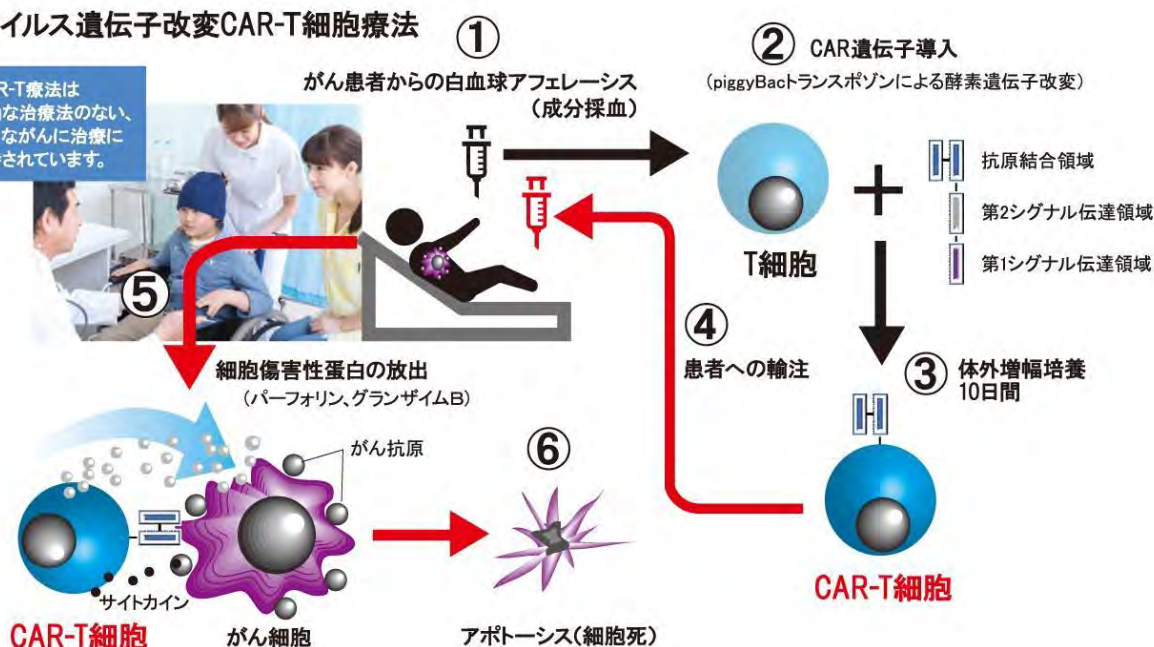 イルス遺伝子改変CAR-T細胞療法
①
がん患者からの白血球アフェレーシス
(成分採血)
② CAR遺伝子導入
(piggyBacトランスポゾンによる酵素遺伝子改変)
R-T療法は
な治療法のない、
ながんに治療に
されています。
抗原結合領域
第2シグナル伝達領域
第1シグナル伝達領域
T細胞
③ 体外増幅培養
10日間
CAR-T細胞
④
患者への輸注
⑤
細胞傷害性蛋白の放出
(パーフォリン、グランザイムB)
がん抗原
サイトカイン
CAR-T細胞
がん細胞
⑥
アポトーシス(細胞死)